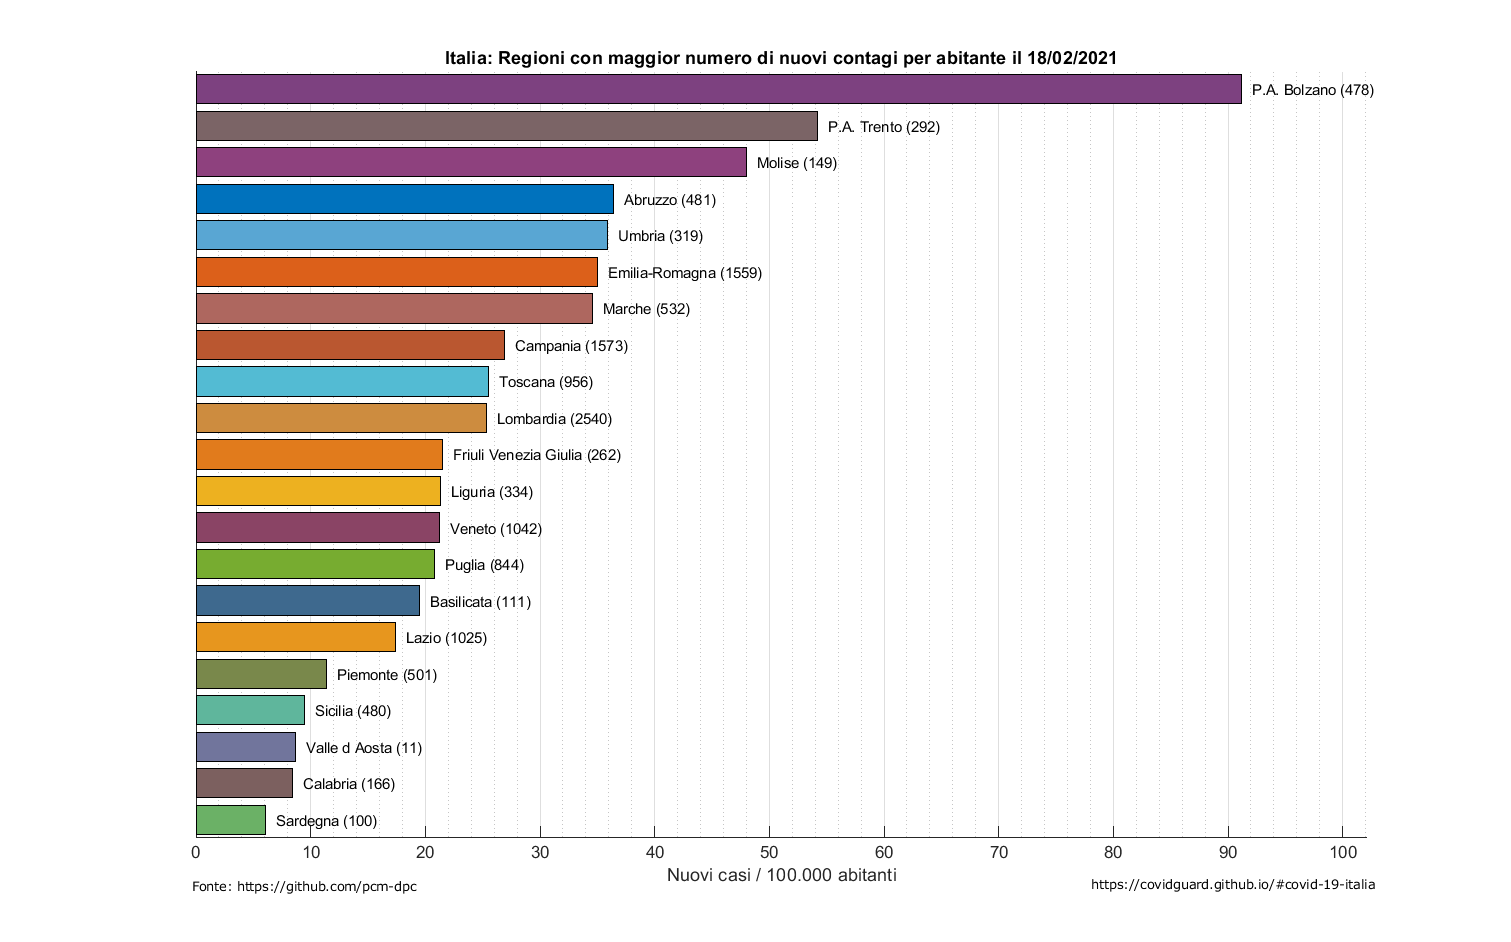 Italia: Regioni con maggior numero di nuovi contagi per abitante il 18/02/2021
P.A. Bolzano (478)
P.A. Trento (292)
Molise (149)
Abruzzo (481)
Umbria (319)
Emilia-Romagna (1559)
Marche (532)
Campania (1573)
Toscana (956)
Lombardia (2540)
Friuli Venezia Giulia (262)
Liguria (334)
Veneto (1042)
Puglia (844)
Basilicata (111)
Lazio (1025)
Piemonte (501)
Sicilia (480)
Valle d Aosta (11)
Calabria (166)
Sardegna (100)
0 10 20 30 40 50 60 70 80 90 100
Nuovi casi / 100.000 abitanti
Fonte: https://github.com/pcm-dpc
https://covidguard.github.io/#covid-19-italia